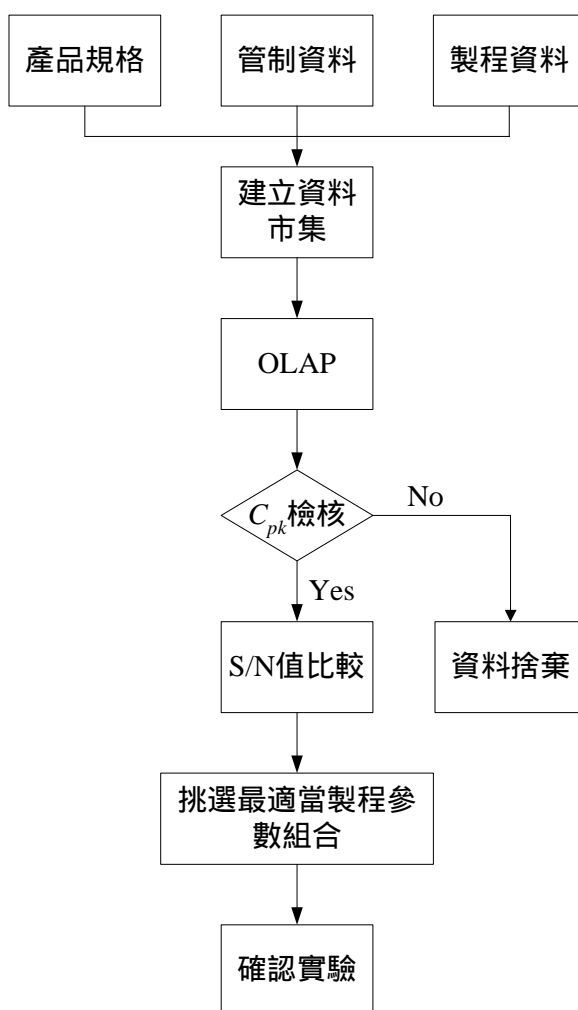 產品規格
管制資料
製程資料
建立資料
市集
OLAP
C_pk檢核
No
Yes
S/N值比較
資料捨棄
挑選最適當製程參
數組合
確認實驗